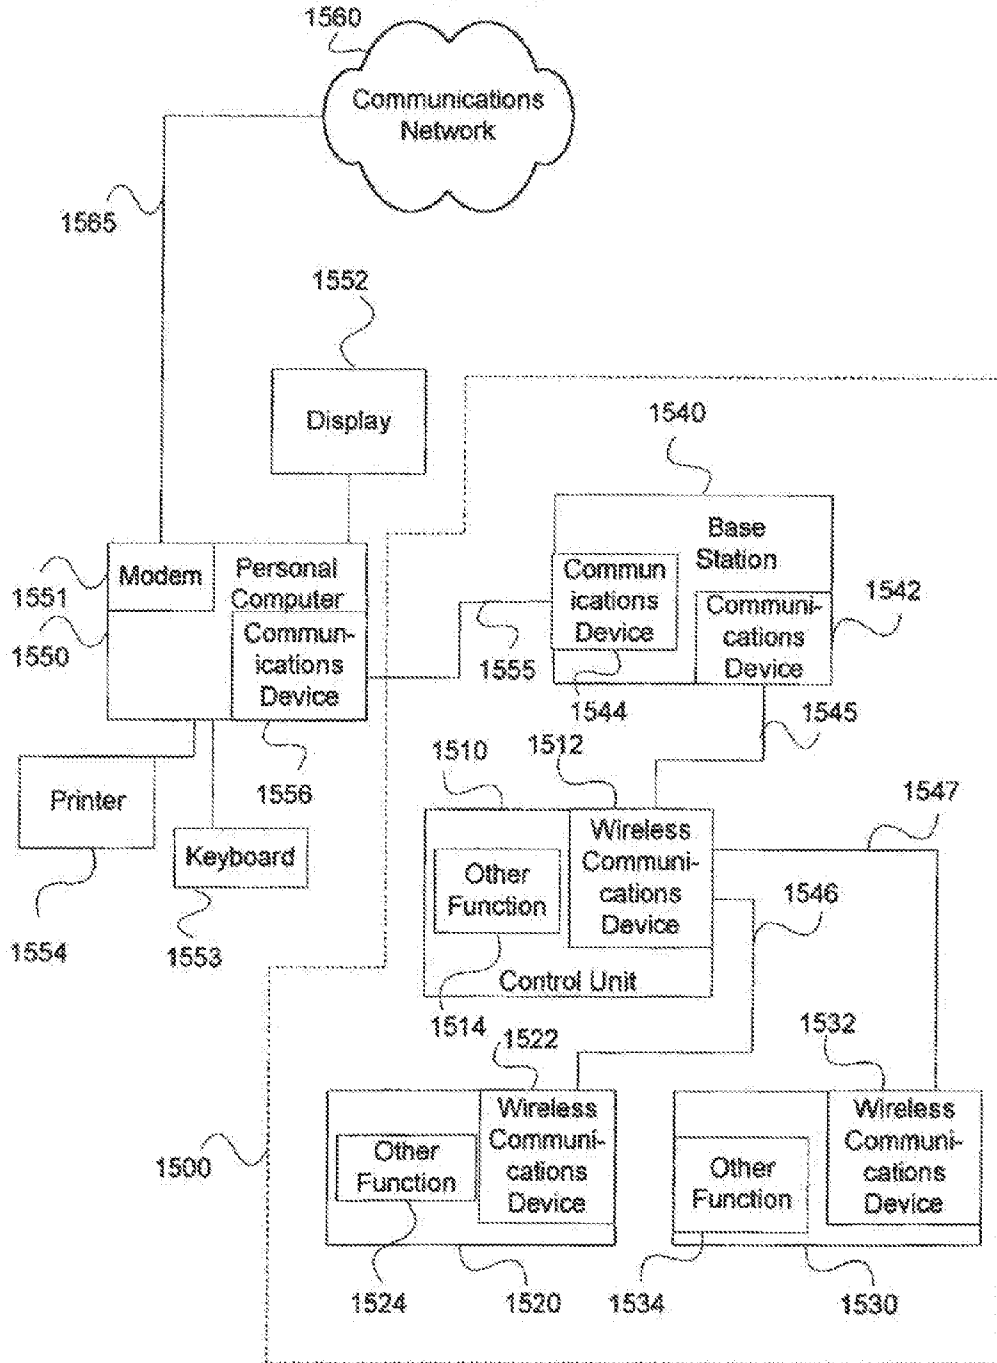 1560
Communications
Network
1565
1552
Display
1540
Base
Station
Commun
ications
Device
Communi-
cations
Device
1542
1551
Modem
Personal
Computer
1550
Commun-
ications
Device
1555
1544
1545
1556
Printer
Keyboard
1554
1553
1510
1512
1547
Wireless
Communi-
cations
Device
Other
Function
1546
Control Unit
1514
1522
1532
Wireless
Communi-
cations
Device
Other
Function
Wireless
Communi-
cations
Device
Other
Function
1500
1524
1520
1534
1530